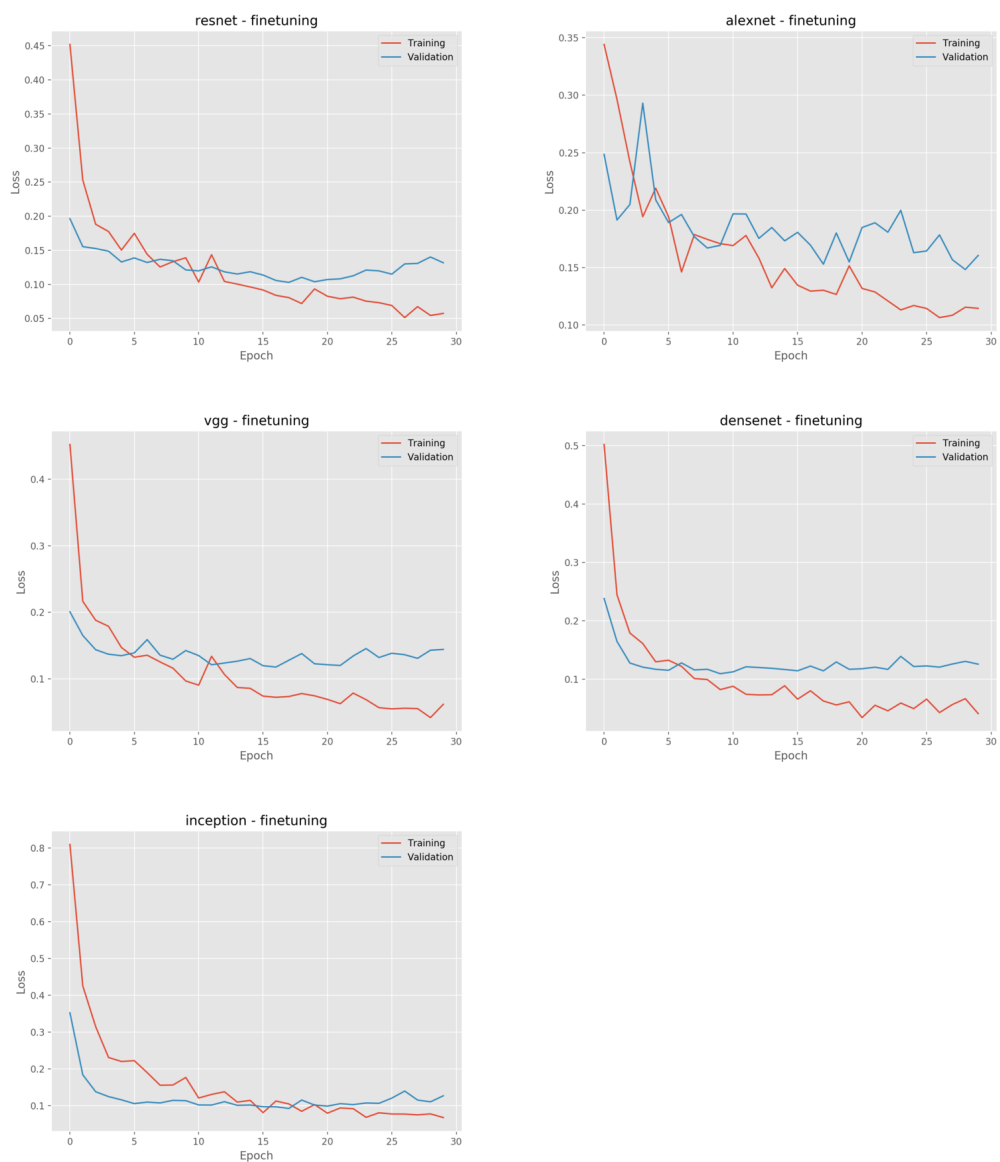 resnet - finetuning
Training
Validation
0.45
0.40
0.35
0.30
0.25
0.20
0.15
0.10
0.05
Loss
0 5 10 15 20 25 30
Epoch
alexnet - finetuning
Training
Validation
0.35
0.30
0.25
0.20
0.15
0.10
Loss
0 5 10 15 20 25 30
Epoch
vgg - finetuning
Training
Validation
0.4
0.3
0.2
0.1
Loss
0 5 10 15 20 25 30
Epoch
densenet - finetuning
Training
Validation
0.5
0.4
0.3
0.2
0.1
Loss
0 5 10 15 20 25 30
Epoch
inception - finetuning
Training
Validation
0.8
0.7
0.6
0.5
0.4
0.3
0.2
0.1
Loss
0 5 10 15 20 25 30
Epoch